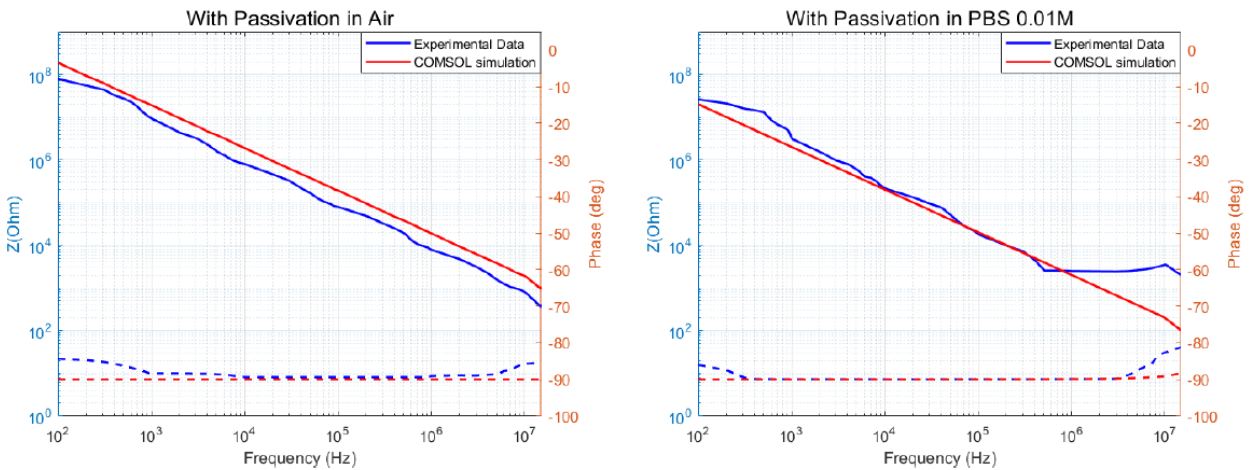 With Passivation in Air
Experimental Data
COMSOL simulation
10^8
10^6
10^4
10^2
10^0
Z(Ohm)
0
-10
-20
-30
-40
-50
-60
-70
-80
-90
-100
Phase (deg)
10^2 10^3 10^4 10^5 10^6 10^7
Frequency (Hz)
With Passivation in PBS 0.01M
Experimental Data
COMSOL simulation
10^8
10^6
10^4
10^2
10^0
Z(Ohm)
0
-10
-20
-30
-40
-50
-60
-70
-80
-90
-100
Phase (deg)
10^2 10^3 10^4 10^5 10^6 10^7
Frequency (Hz)